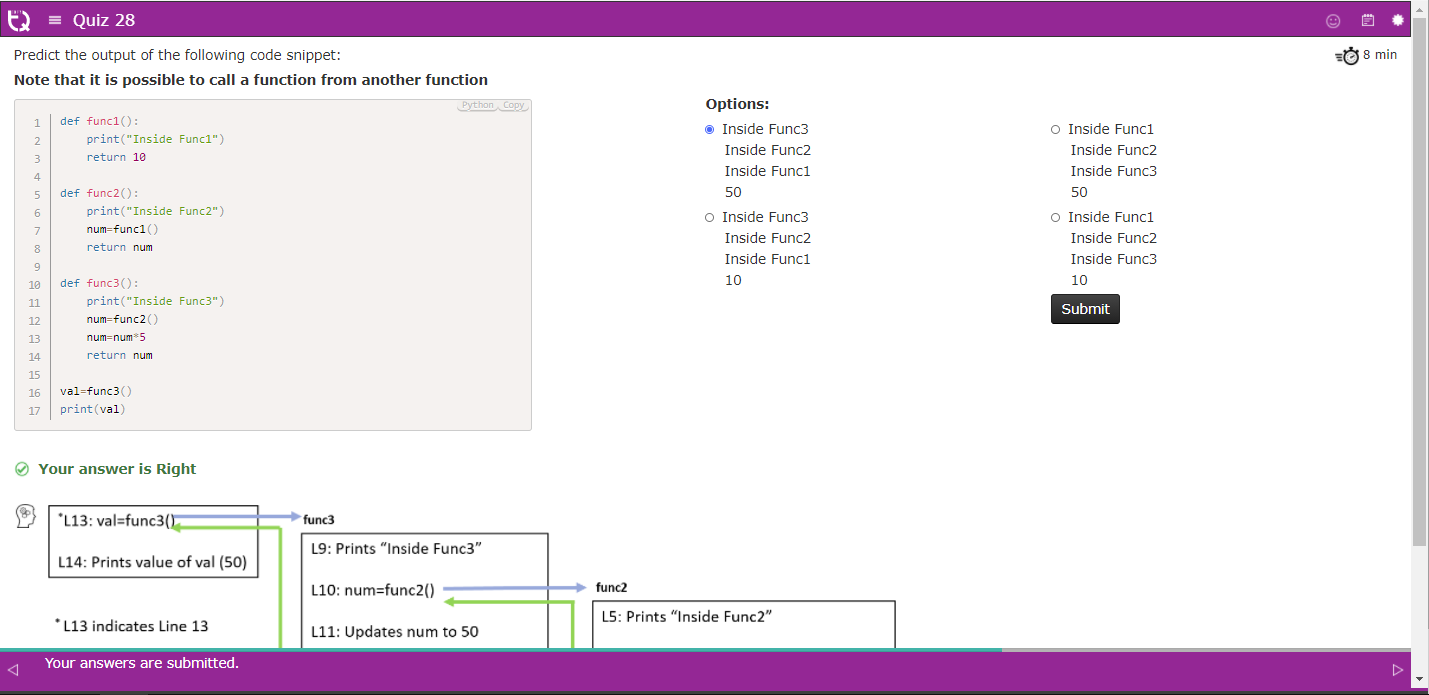 Quiz 28
Predict the output of the following code snippet:
8 min
Note that it is possible to call a function from another function
Python Copy
1 def func1():
2     print("Inside Func1")
3     return 10
4
5 def func2():
6     print("Inside Func2")
7     num=func1()
8     return num
9
10 def func3():
11     print("Inside Func3")
12     num=func2()
13     num=num*5
14     return num
15
16 val=func3()
17 print(val)
Options:
Inside Func3
Inside Func2
Inside Func1
50
Inside Func1
Inside Func2
Inside Func3
50
Inside Func3
Inside Func2
Inside Func1
10
Inside Func1
Inside Func2
Inside Func3
10
Submit
Your answer is Right
*L13: val=func3()
L14: Prints value of val (50)
*L13 indicates Line 13
func3
L9: Prints “Inside Func3”
L10: num=func2()
L11: Updates num to 50
func2
L5: Prints “Inside Func2”
Your answers are submitted.